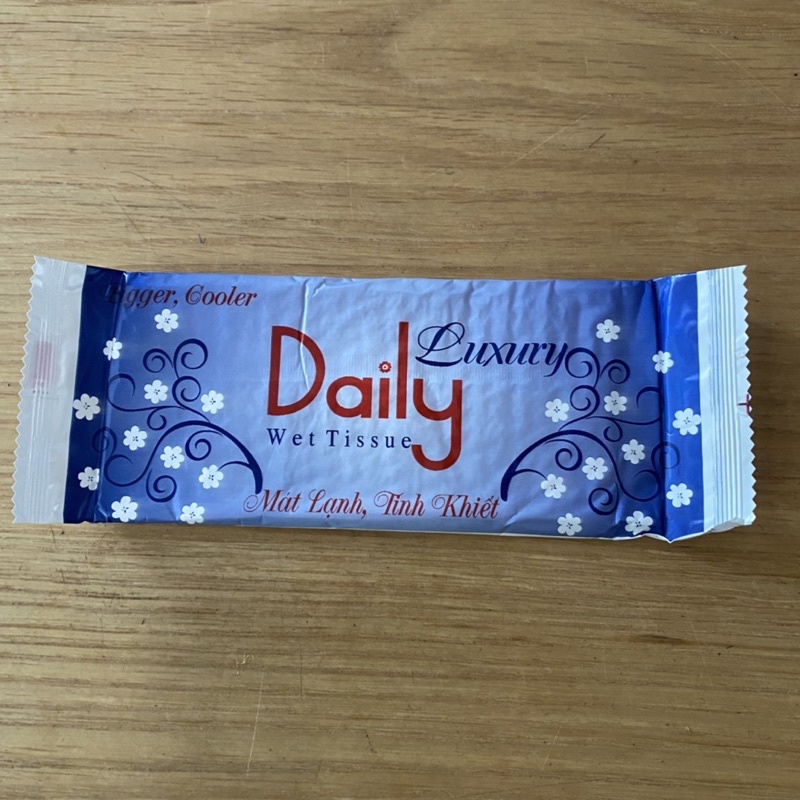 Bigger, Cooler
Luxury
Daily
Wet Tissue
Mát Lạnh, Tinh Khiết